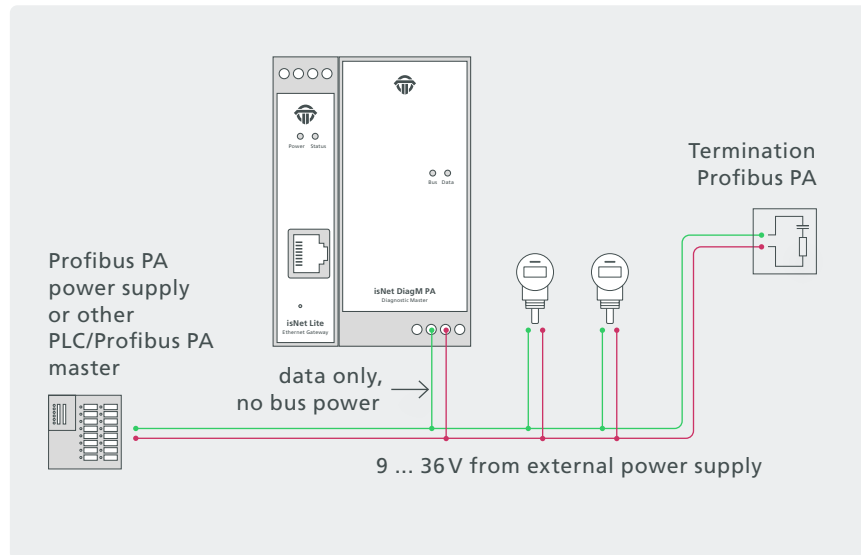 Power Status
Bus Data
isNet DiagM PA
Diagnostic Master
isNet Lite
Ethernet Gateway
Termination
Profibus PA
Profibus PA
power supply
or other
PLC/Profibus PA
master
data only,
no bus power
9 ... 36 V from external power supply